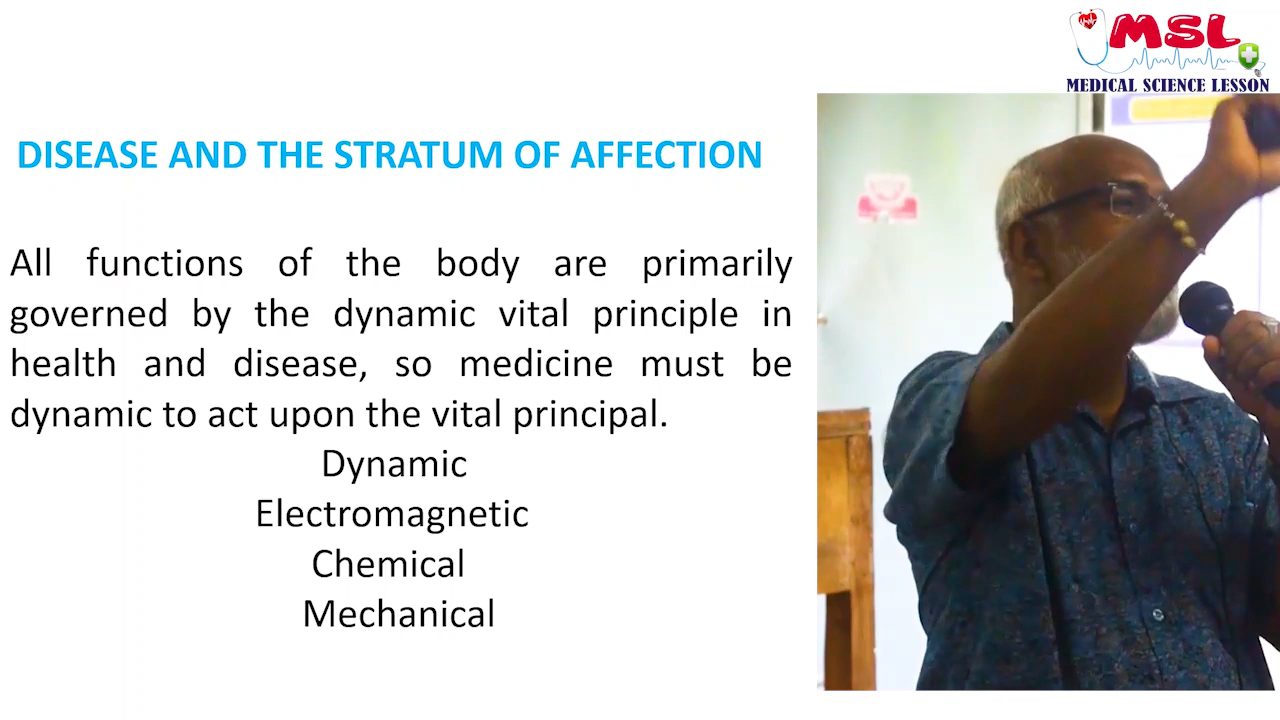 MSL
MEDICAL SCIENCE LESSON
DISEASE AND THE STRATUM OF AFFECTION
All functions of the body are primarily
governed by the dynamic vital principle in
health and disease, so medicine must be
dynamic to act upon the vital principal.
Dynamic
Electromagnetic
Chemical
Mechanical